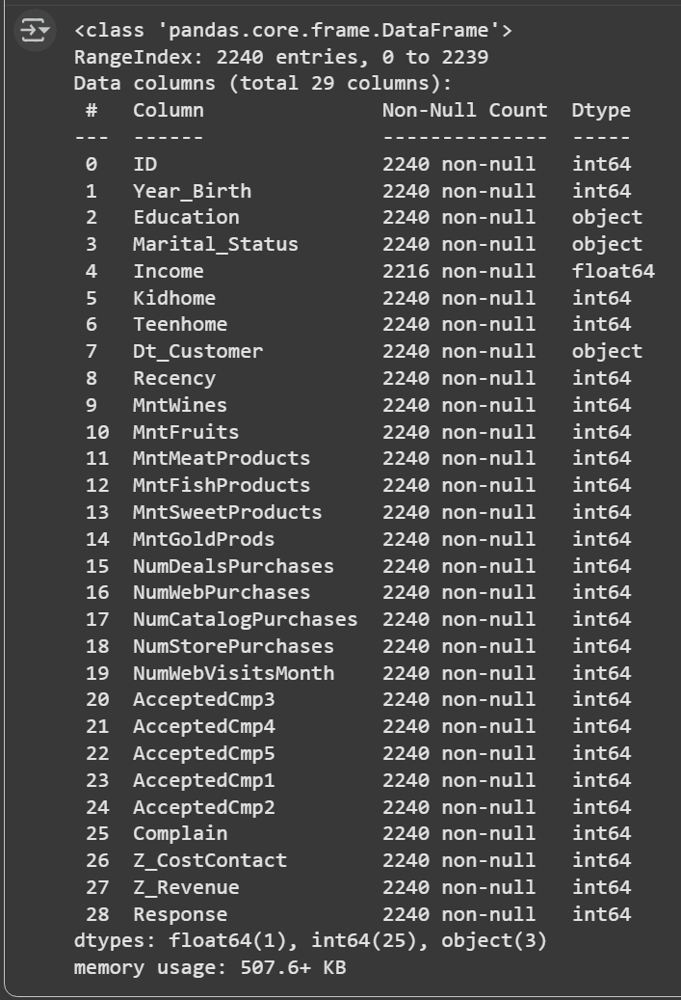 <class 'pandas.core.frame.DataFrame'>
RangeIndex: 2240 entries, 0 to 2239
Data columns (total 29 columns):
 #   Column               Non-Null Count  Dtype
---  ------               --------------  -----
 0   ID                   2240 non-null   int64
 1   Year_Birth           2240 non-null   int64
 2   Education            2240 non-null   object
 3   Marital_Status       2240 non-null   object
 4   Income               2216 non-null   float64
 5   Kidhome              2240 non-null   int64
 6   Teenhome             2240 non-null   int64
 7   Dt_Customer          2240 non-null   object
 8   Recency              2240 non-null   int64
 9   MntWines             2240 non-null   int64
 10  MntFruits            2240 non-null   int64
 11  MntMeatProducts      2240 non-null   int64
 12  MntFishProducts      2240 non-null   int64
 13  MntSweetProducts     2240 non-null   int64
 14  MntGoldProds         2240 non-null   int64
 15  NumDealsPurchases    2240 non-null   int64
 16  NumWebPurchases      2240 non-null   int64
 17  NumCatalogPurchases  2240 non-null   int64
 18  NumStorePurchases    2240 non-null   int64
 19  NumWebVisitsMonth    2240 non-null   int64
 20  AcceptedCmp3         2240 non-null   int64
 21  AcceptedCmp4         2240 non-null   int64
 22  AcceptedCmp5         2240 non-null   int64
 23  AcceptedCmp1         2240 non-null   int64
 24  AcceptedCmp2         2240 non-null   int64
 25  Complain             2240 non-null   int64
 26  Z_CostContact        2240 non-null   int64
 27  Z_Revenue            2240 non-null   int64
 28  Response             2240 non-null   int64
dtypes: float64(1), int64(25), object(3)
memory usage: 507.6+ KB